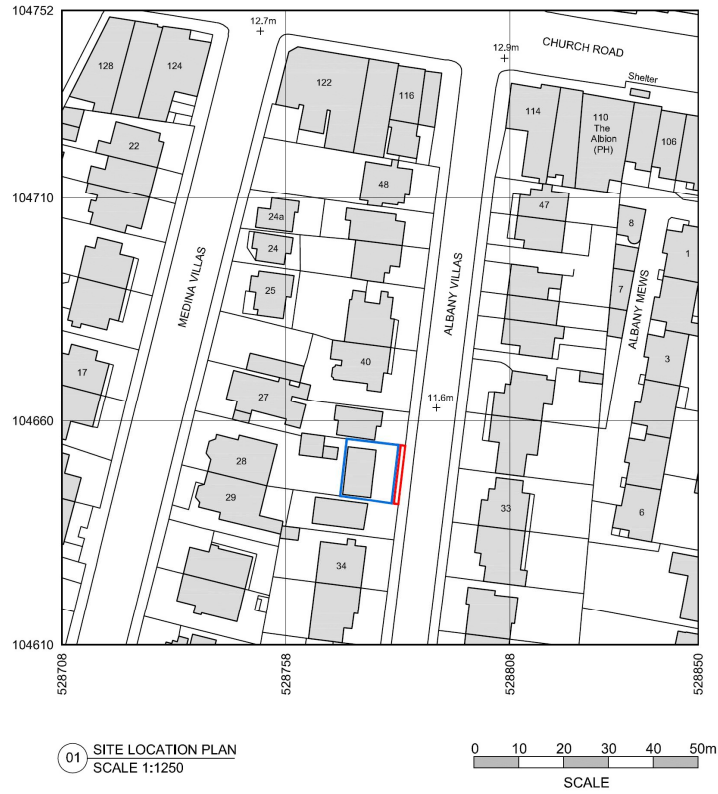 104752
12.7m
12.9m
CHURCH ROAD
128
124
122
116
Shelter
114
110
The
Albion
(PH)
106
22
48
104710
24a
47
8
24
1
MEDINA VILLAS
ALBANY VILLAS
25
7
ALBANY MEWS
40
3
17
27
11.6m
104660
28
29
33
6
34
104610
528708
528758
528808
528850
01
SITE LOCATION PLAN
SCALE 1:1250
0 10 20 30 40 50m
SCALE